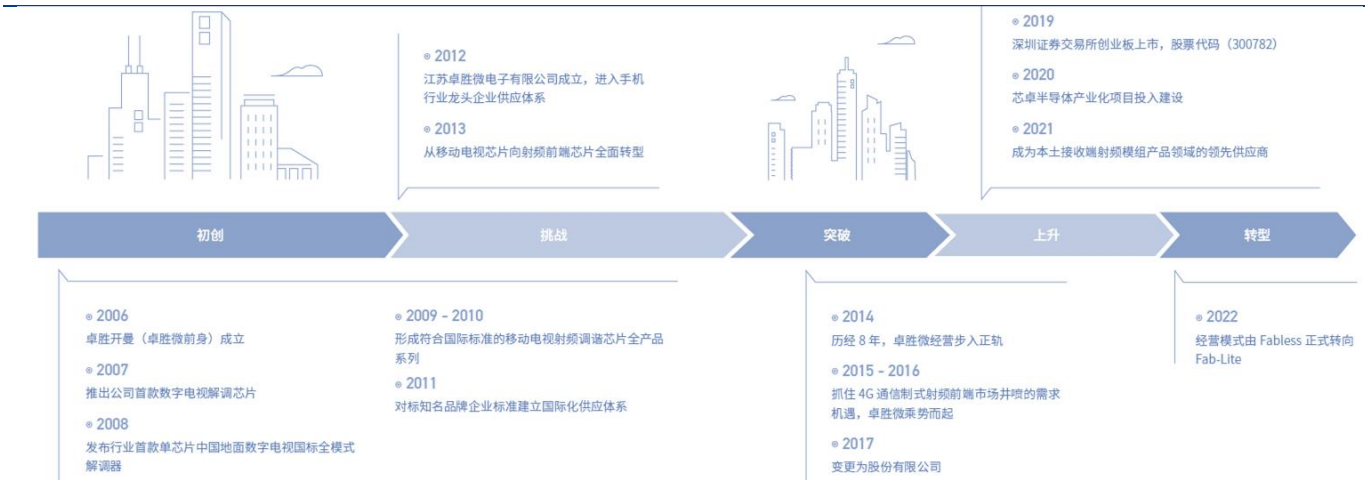 2012
江苏卓胜微电子有限公司成立，进入手机
行业龙头企业供应体系
2013
从移动电视芯片向射频前端芯片全面转型
2019
深圳证券交易所创业板上市，股票代码（300782）
2020
芯卓半导体产业化项目投入建设
2021
成为本土接收端射频模组产品领域的领先供应商
初创
挑战
突破
上升
转型
2006
卓胜开曼（卓胜微前身）成立
2007
推出公司首款数字电视解调芯片
2008
发布行业首款单芯片中国地面数字电视国标全模式
解调器
2009 - 2010
形成符合国际标准的移动电视射频调谐芯片全产品
系列
2011
对标知名品牌企业标准建立国际化供应体系
2014
历经 8 年，卓胜微经营步入正轨
2015 - 2016
抓住 4G 通信制式射频前端市场井喷的需求
机遇，卓胜微乘势而起
2017
变更为股份有限公司
2022
经营模式由 Fabless 正式转向
Fab-Lite